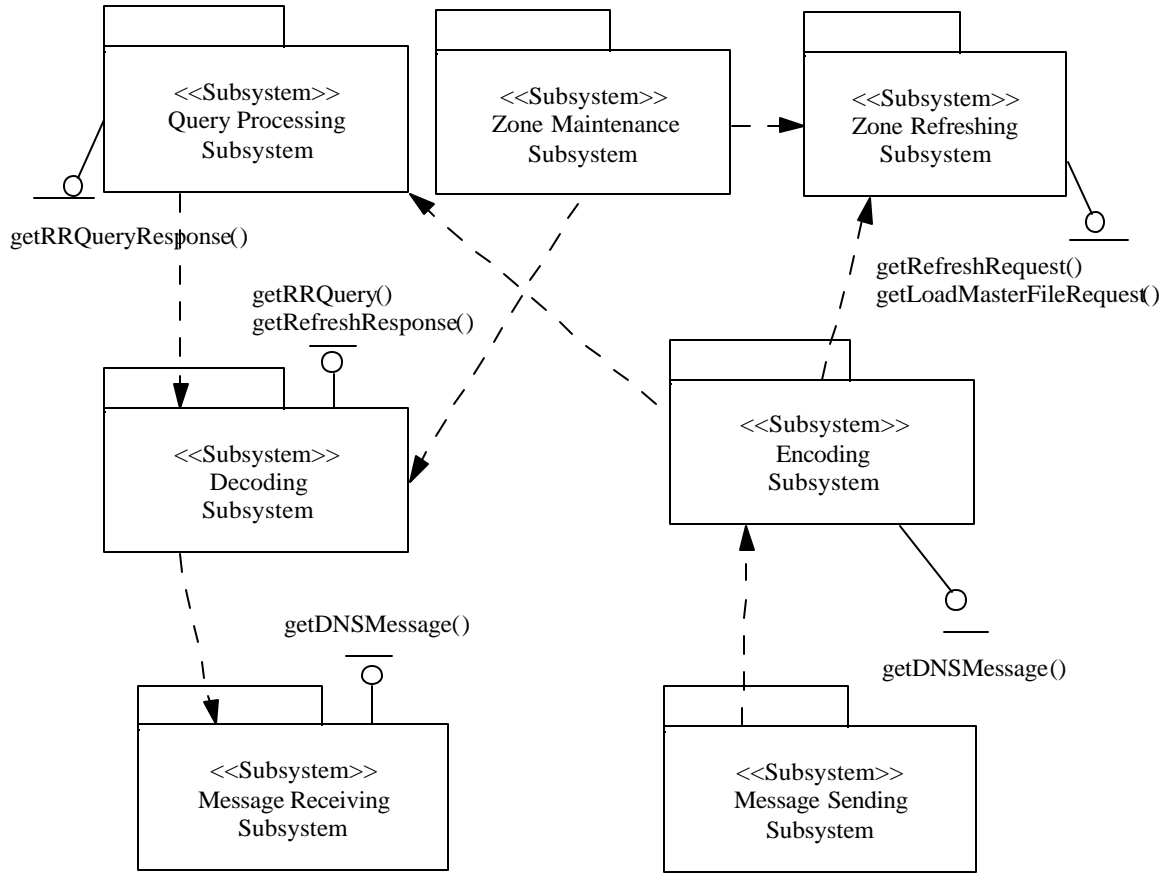 <<Subsystem>>
Query Processing
Subsystem
<<Subsystem>>
Zone Maintenance
Subsystem
<<Subsystem>>
Zone Refreshing
Subsystem
getRRQueryResponse()
getRefreshRequest()
getLoadMasterFileRequest()
getRRQuery()
getRefreshResponse()
<<Subsystem>>
Decoding
Subsystem
<<Subsystem>>
Encoding
Subsystem
getDNSMessage()
getDNSMessage()
<<Subsystem>>
Message Receiving
Subsystem
<<Subsystem>>
Message Sending
Subsystem